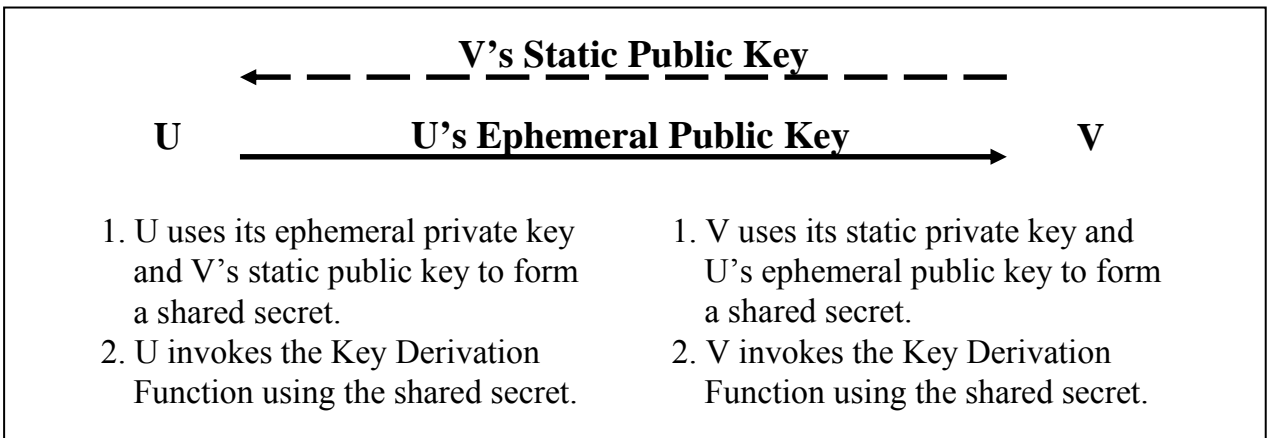 V’s Static Public Key
U U's Ephemeral Public Key V
1. U uses its ephemeral private key
and V’s static public key to form
a shared secret.
2. U invokes the Key Derivation
Function using the shared secret.
1. V uses its static private key and
U’s ephemeral public key to form
a shared secret.
2. V invokes the Key Derivation
Function using the shared secret.